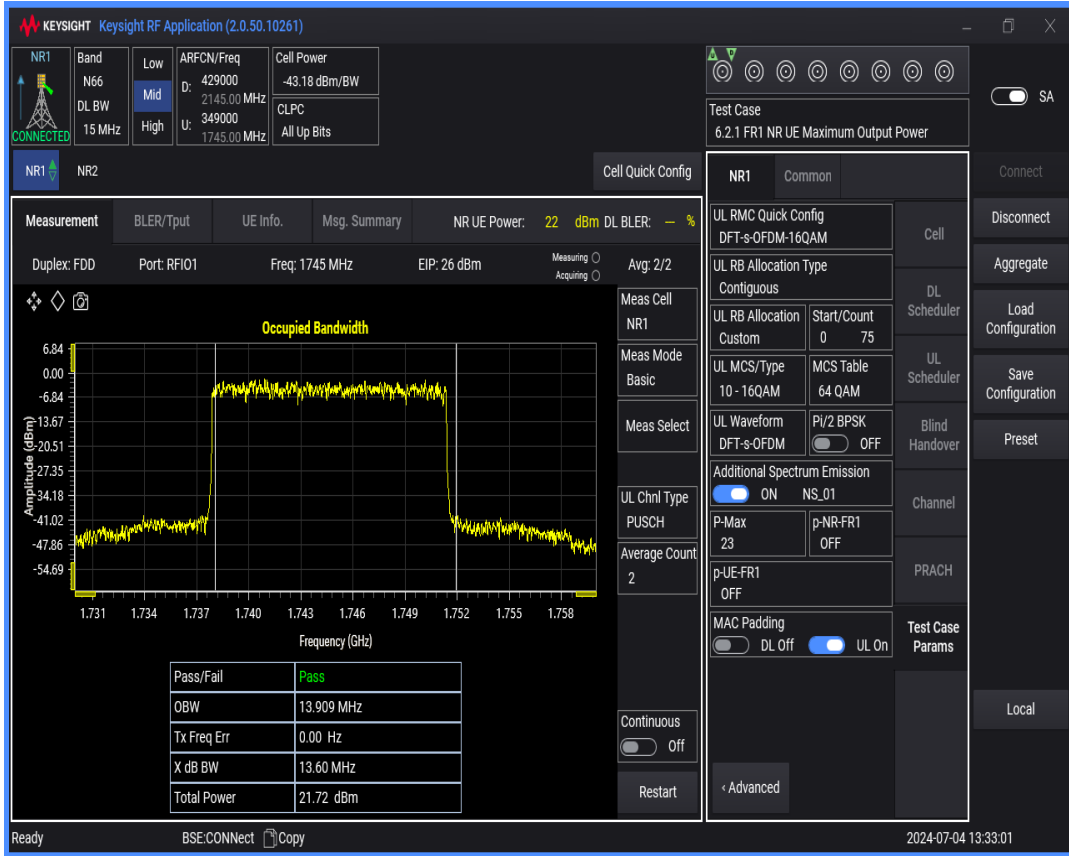 KEYSIGHT Keysight RF Application (2.0.50.10261)
NR1
CONNECTED
Band
N66
DL BW
15 MHz
Low
Mid
High
ARFCN/Freq
D: 429000
2145.00 MHz
U: 349000
1745.00 MHz
Cell Power
-43.18 dBm/BW
CLPC
All Up Bits
Test Case
6.2.1 FR1 NR UE Maximum Output Power
SA
NR1 NR2 Cell Quick Config
Measurement BLER/Tput UE Info. Msg. Summary NR UE Power: 22 dBm DL BLER: -- %
Duplex: FDD Port: RFIO1 Freq: 1745 MHz EIP: 26 dBm Measuring Avg: 2/2
Acquiring
Occupied Bandwidth
Amplitude (dBm)
6.84
0.00
-6.84
-13.67
-20.51
-27.35
-34.18
-41.02
-47.86
-54.69
1.731 1.734 1.737 1.740 1.743 1.746 1.749 1.752 1.755 1.758
Frequency (GHz)
Pass/Fail Pass
OBW 13.909 MHz
Tx Freq Err 0.00 Hz
X dB BW 13.60 MHz
Total Power 21.72 dBm
Meas Cell
NR1
Meas Mode
Basic
Meas Select
UL Chnl Type
PUSCH
Average Count
2
Continuous
Off
Restart
NR1 Common
UL RMC Quick Config
DFT-s-OFDM-16QAM
UL RB Allocation Type
Contiguous
UL RB Allocation Start/Count
Custom 0 75
UL MCS/Type MCS Table
10 - 16QAM 64 QAM
UL Waveform Pi/2 BPSK
DFT-s-OFDM OFF
Additional Spectrum Emission
ON NS_01
P-Max p-NR-FR1
23 OFF
p-UE-FR1
OFF
MAC Padding
DL Off UL On
‹ Advanced
Cell
DL
Scheduler
UL
Scheduler
Blind
Handover
Channel
PRACH
Test Case
Params
Connect
Disconnect
Aggregate
Load
Configuration
Save
Configuration
Preset
Local
Ready BSE:CONNect Copy 2024-07-04 13:33:01